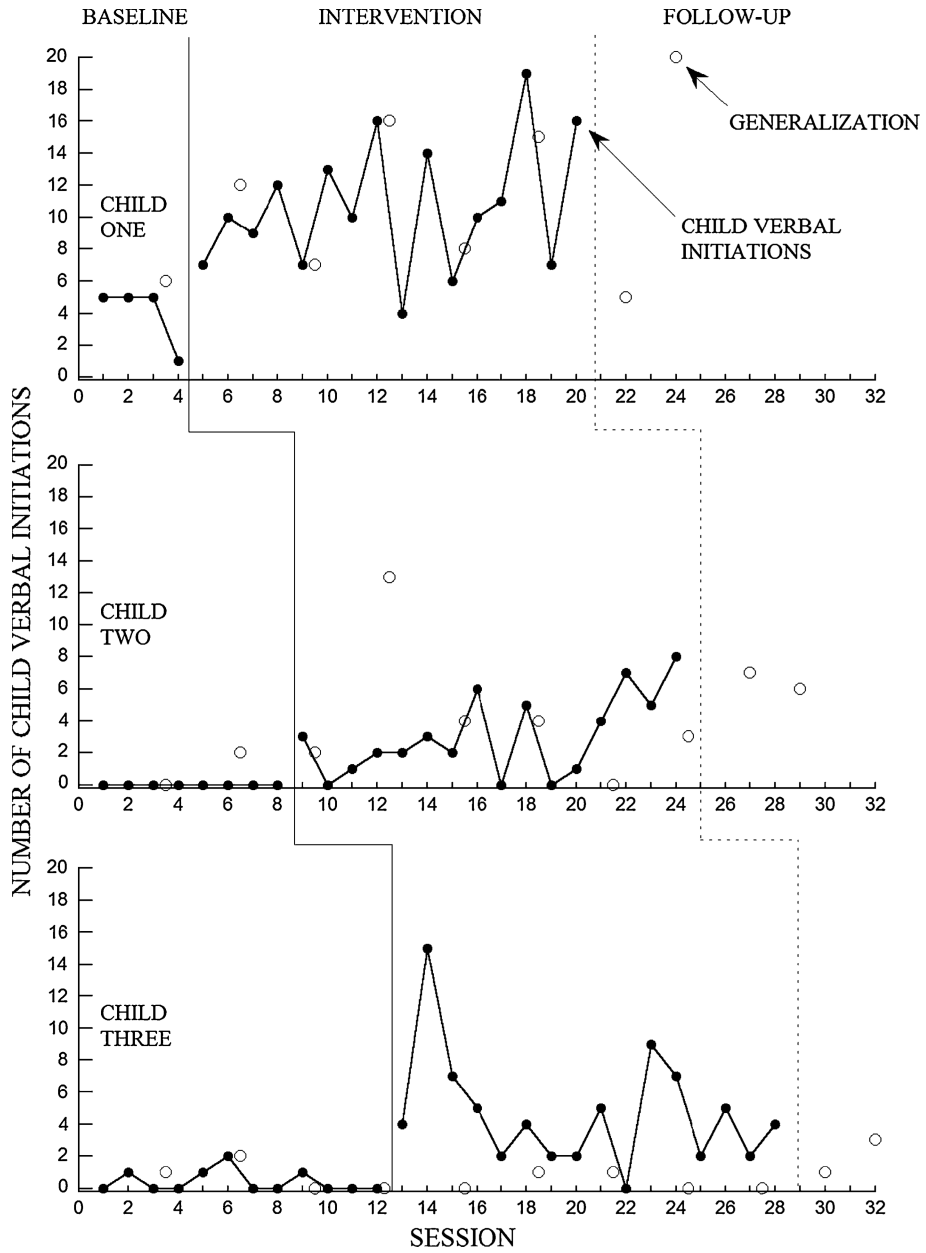 BASELINE INTERVENTION FOLLOW-UP
20
18
16
14
12
10
8
6
4
2
0
GENERALIZATION
CHILD
ONE
CHILD VERBAL
INITIATIONS
0 2 4 6 8 10 12 14 16 18 20 22 24 26 28 30 32
NUMBER OF CHILD VERBAL INITIATIONS
20
18
16
14
12
10
8
6
4
2
0
CHILD
TWO
0 2 4 6 8 10 12 14 16 18 20 22 24 26 28 30 32
20
18
16
14
12
10
8
6
4
2
0
CHILD
THREE
0 2 4 6 8 10 12 14 16 18 20 22 24 26 28 30 32
SESSION